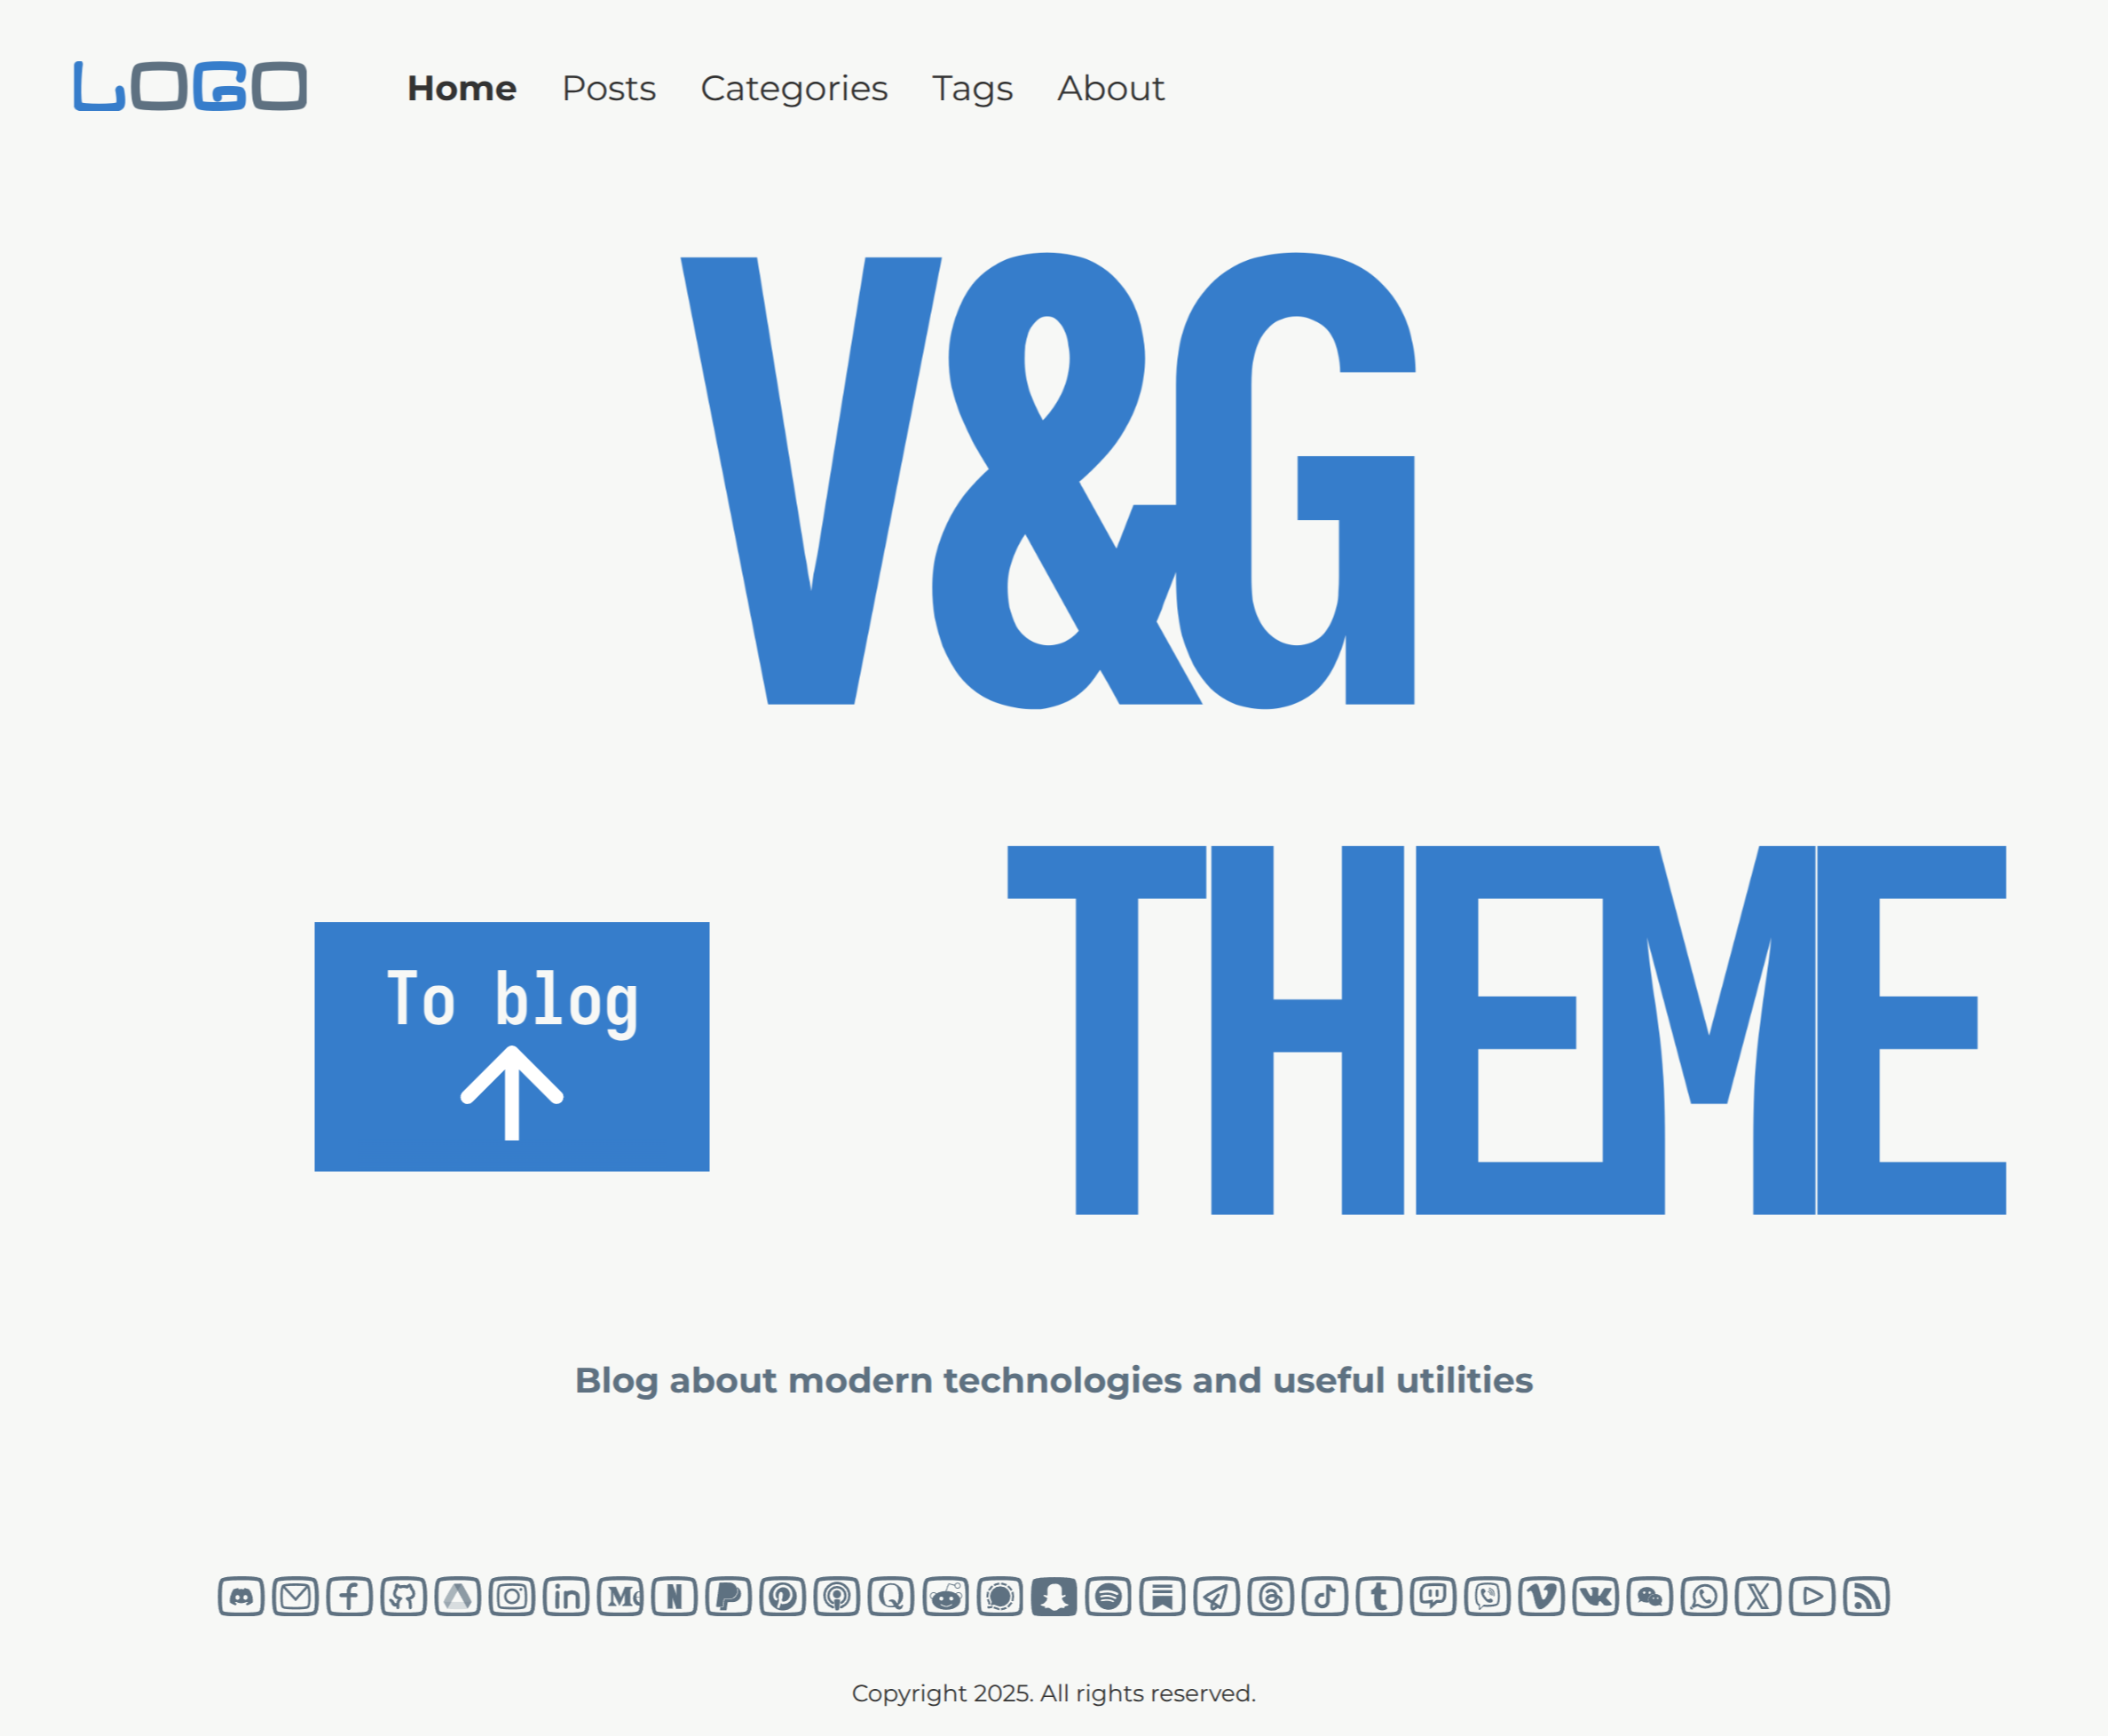 LOGO Home Posts Categories Tags About
V&G
THEME
To blog
Blog about modern technologies and useful utilities
Copyright 2025. All rights reserved.